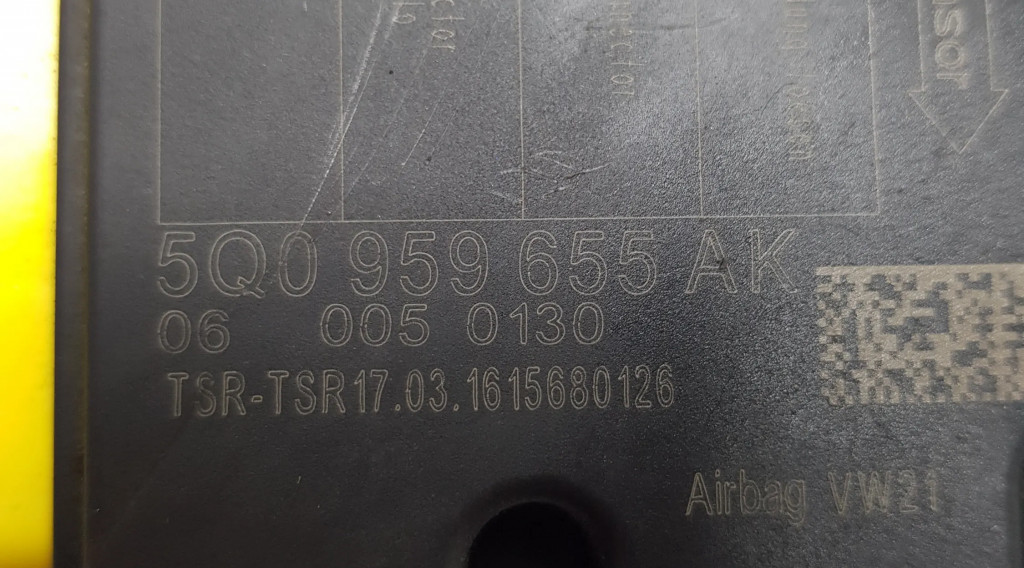 5Q0 959 655 AK
06 005 0130
TSR-TSR17.03.1615680126
Airbag VW21